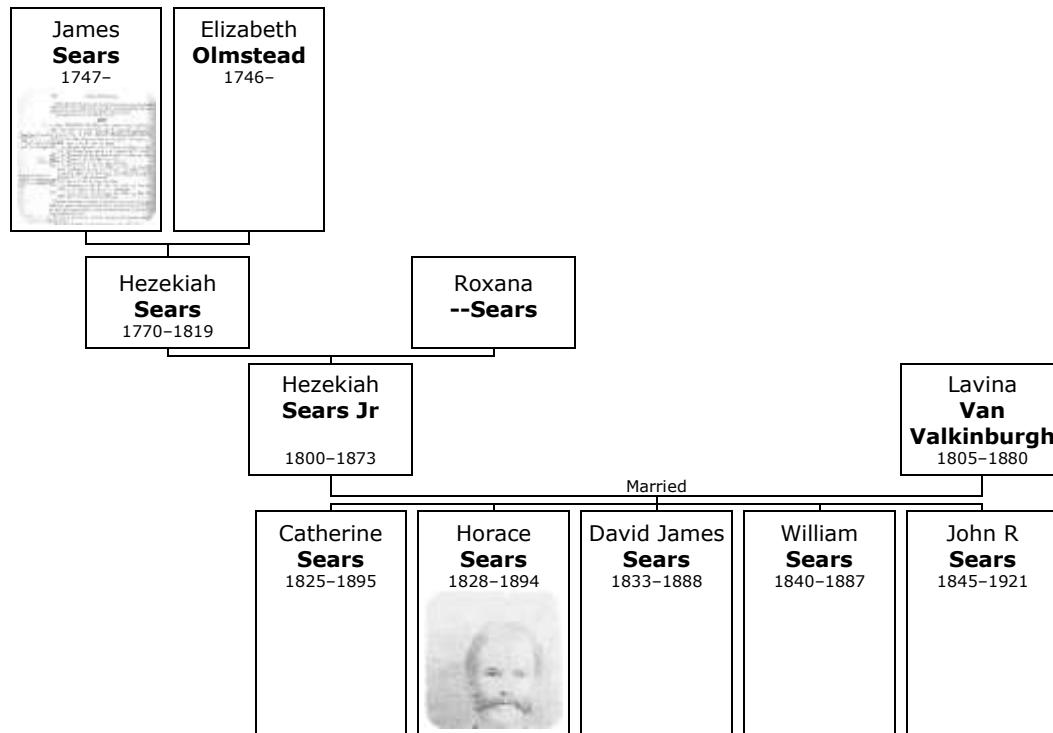 James
Sears
1747–
Elizabeth
Olmstead
1746–
Hezekiah
Sears
1770–1819
Roxana
--Sears
Hezekiah
Sears Jr
1800–1873
Lavina
Van
Valkinburgh
1805–1880
Married
Catherine
Sears
1825–1895
Horace
Sears
1828–1894
David James
Sears
1833–1888
William
Sears
1840–1887
John R
Sears
1845–1921